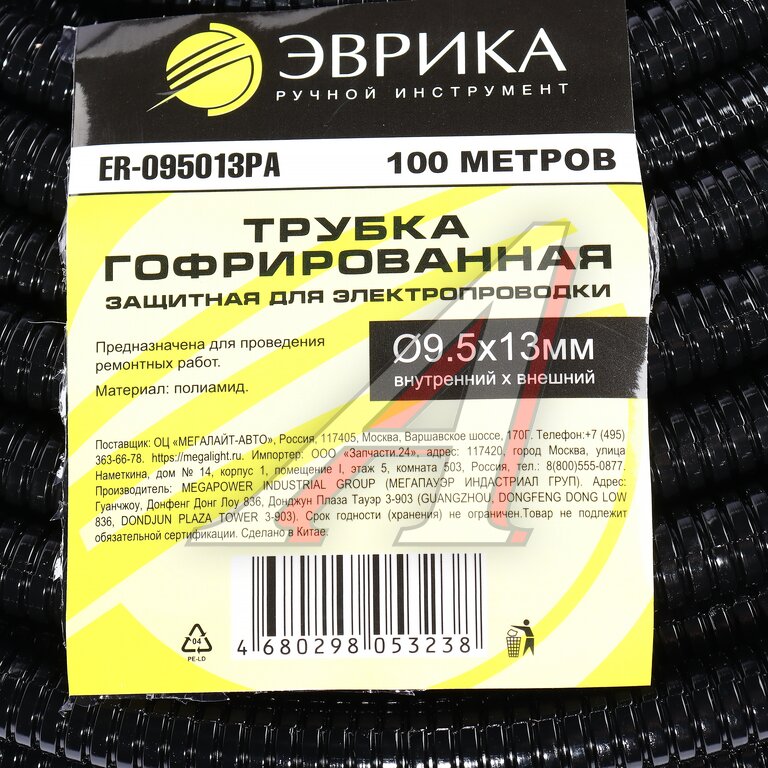 ЭВРИКА
РУЧНОЙ ИНСТРУМЕНТ
ER-095013PA 100 МЕТРОВ
ТРУБКА
ГОФРИРОВАННАЯ
ЗАЩИТНАЯ ДЛЯ ЭЛЕКТРОПРОВОДКИ
Предназначена для проведения
ремонтных работ.
Материал: полиамид.
Ø9.5х13мм
внутренний х внешний
Поставщик: ОЦ «МЕГАЛАЙТ-АВТО», Россия, 117405, Москва, Варшавское шоссе, 170Г. Телефон:+7 (495)
363-66-78. https://megalight.ru. Импортер: ООО «Запчасти.24», адрес: 117420, город Москва, улица
Наметкина, дом № 14, корпус 1, помещение I, этаж 5, комната 503, Россия, тел.: 8(800)555-0877.
Производитель: MEGAPOWER INDUSTRIAL GROUP (МЕГАПАУЭР ИНДАСТРИАЛ ГРУП). Адрес:
Гуанчжоу, Донфенг Донг Лоу 836, Донджун Плаза Тауэр 3-903 (GUANGZHOU, DONGFENG DONG LOW
836, DONDJUN PLAZA TOWER 3-903). Срок годности (хранения) не ограничен.Товар не подлежит
обязательной сертификации. Сделано в Китае.
04
PE-LD
4 680298 053238